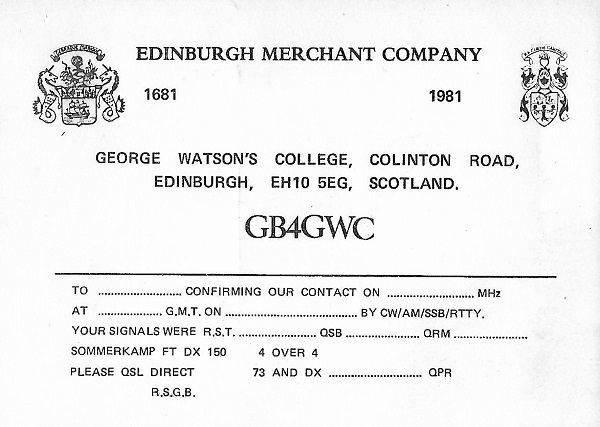 EDINBURGH MERCHANT COMPANY
1681 1981
GEORGE WATSON'S COLLEGE, COLINTON ROAD,
EDINBURGH, EH10 5EG, SCOTLAND.
GB4GWC
TO .......................... CONFIRMING OUR CONTACT ON ........................... MHz
AT .................... G.M.T. ON .......................................... BY CW/AM/SSB/RTTY.
YOUR SIGNALS WERE R.S.T. ........................ QSB ........................ QRM .......................
SOMMERKAMP FT DX 150 4 OVER 4
PLEASE QSL DIRECT 73 AND DX ............................. QPR
R.S.G.B.